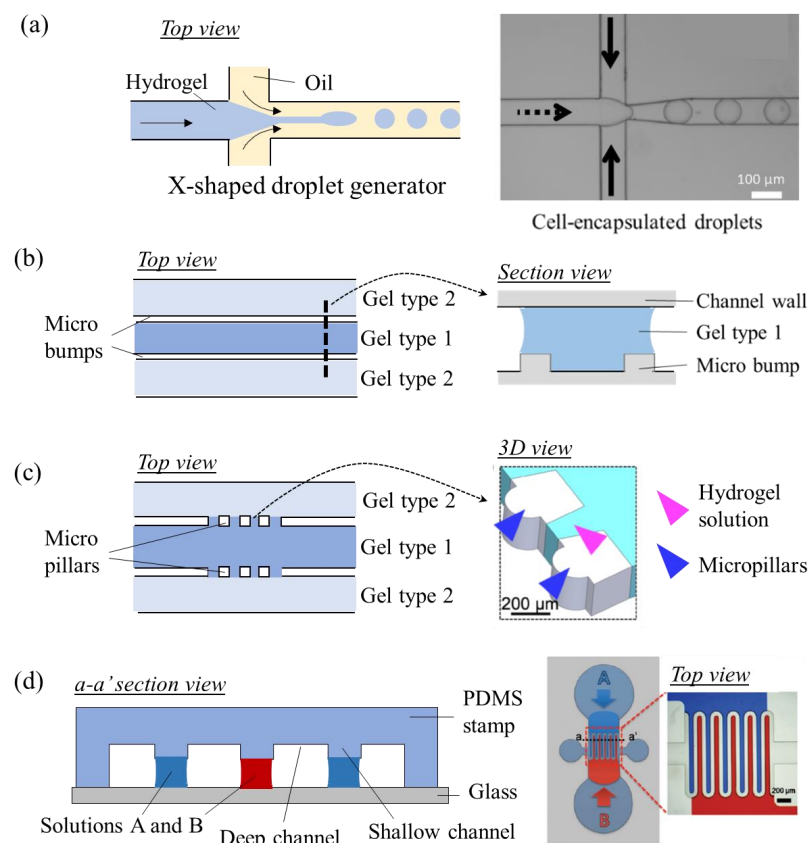 (a)
Top view
Hydrogel
Oil
X-shaped droplet generator
100 µm
Cell-encapsulated droplets
(b)
Top view
Gel type 2
Micro
bumps
Gel type 1
Gel type 2
Section view
Channel wall
Gel type 1
Micro bump
(c)
Top view
Gel type 2
Micro
pillars
Gel type 1
Gel type 2
3D view
200 µm
Hydrogel
solution
Micropillars
(d)
a-a' section view
PDMS
stamp
Glass
Solutions A and B
Deep channel
Shallow channel
A
a
a'
B
Top view
200 µm